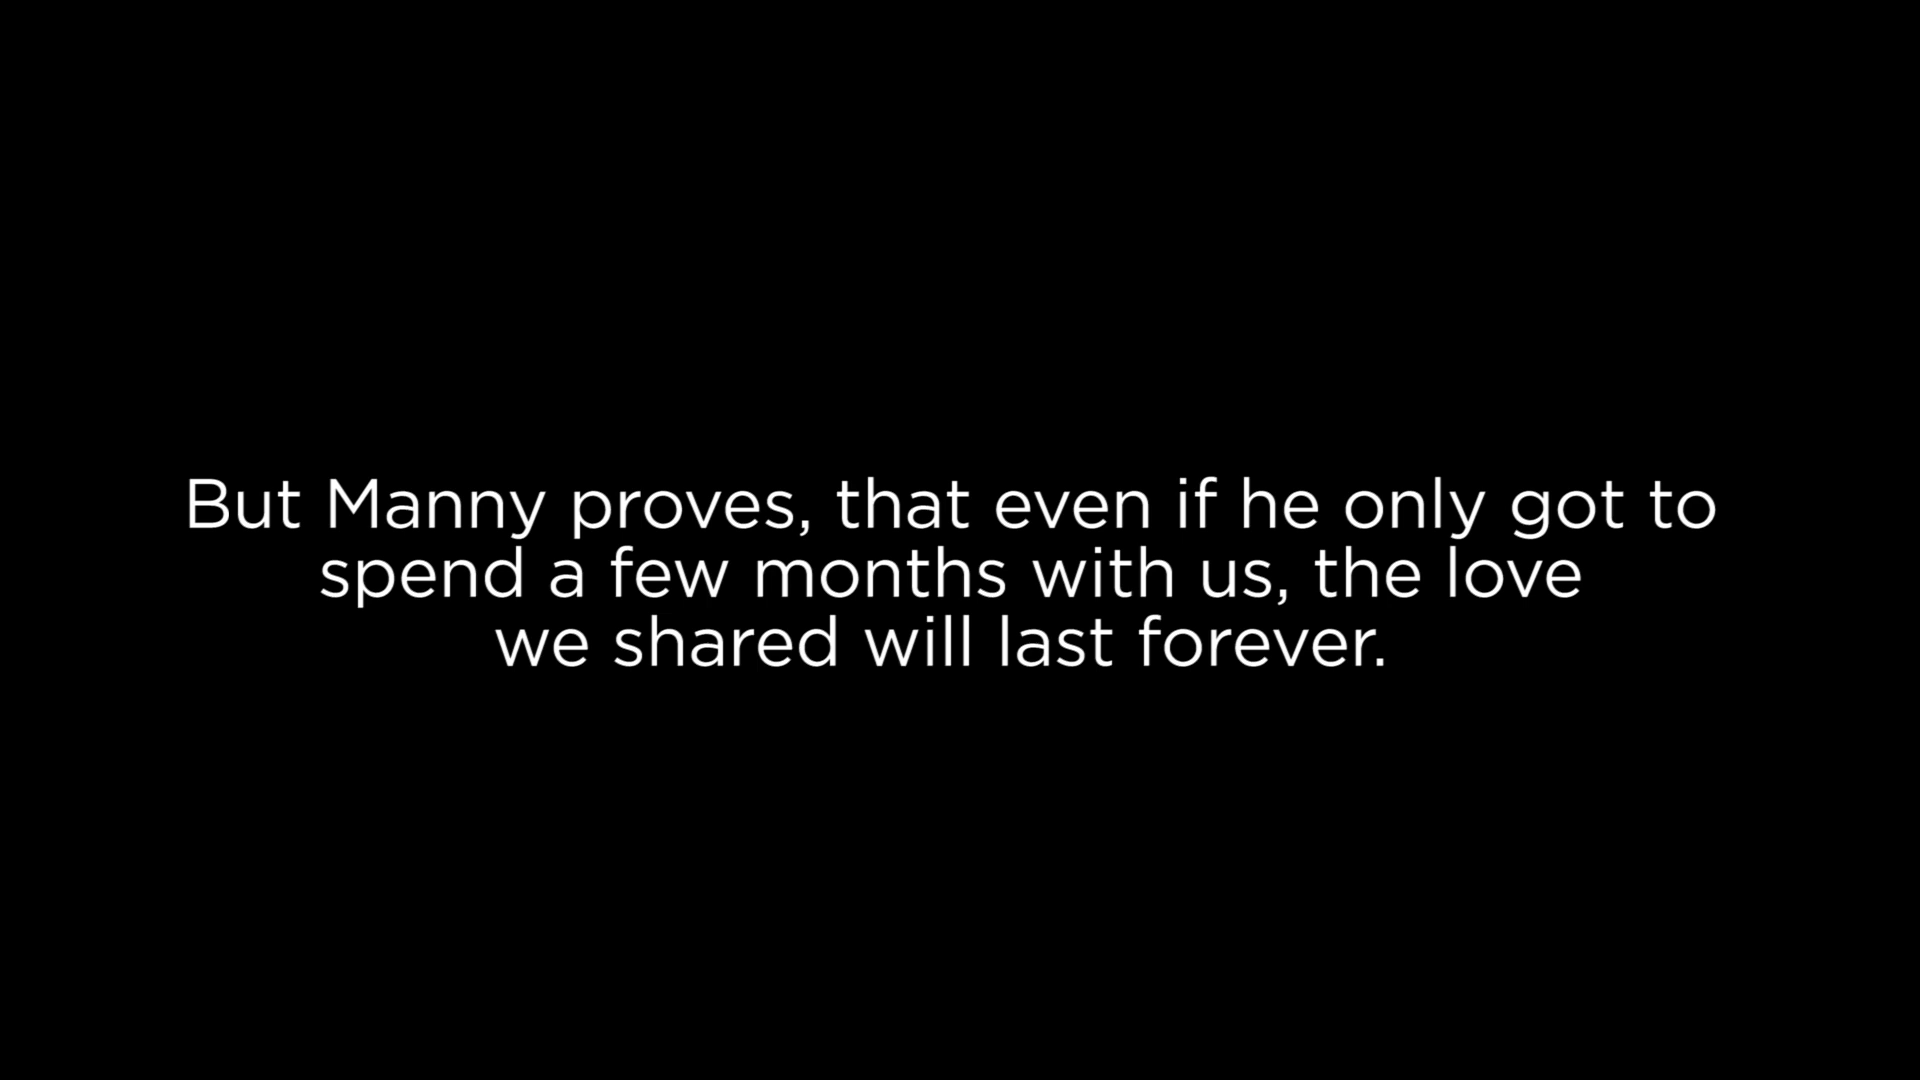 But Manny proves, that even if he only got to
spend a few months with us, the love
we shared will last forever.